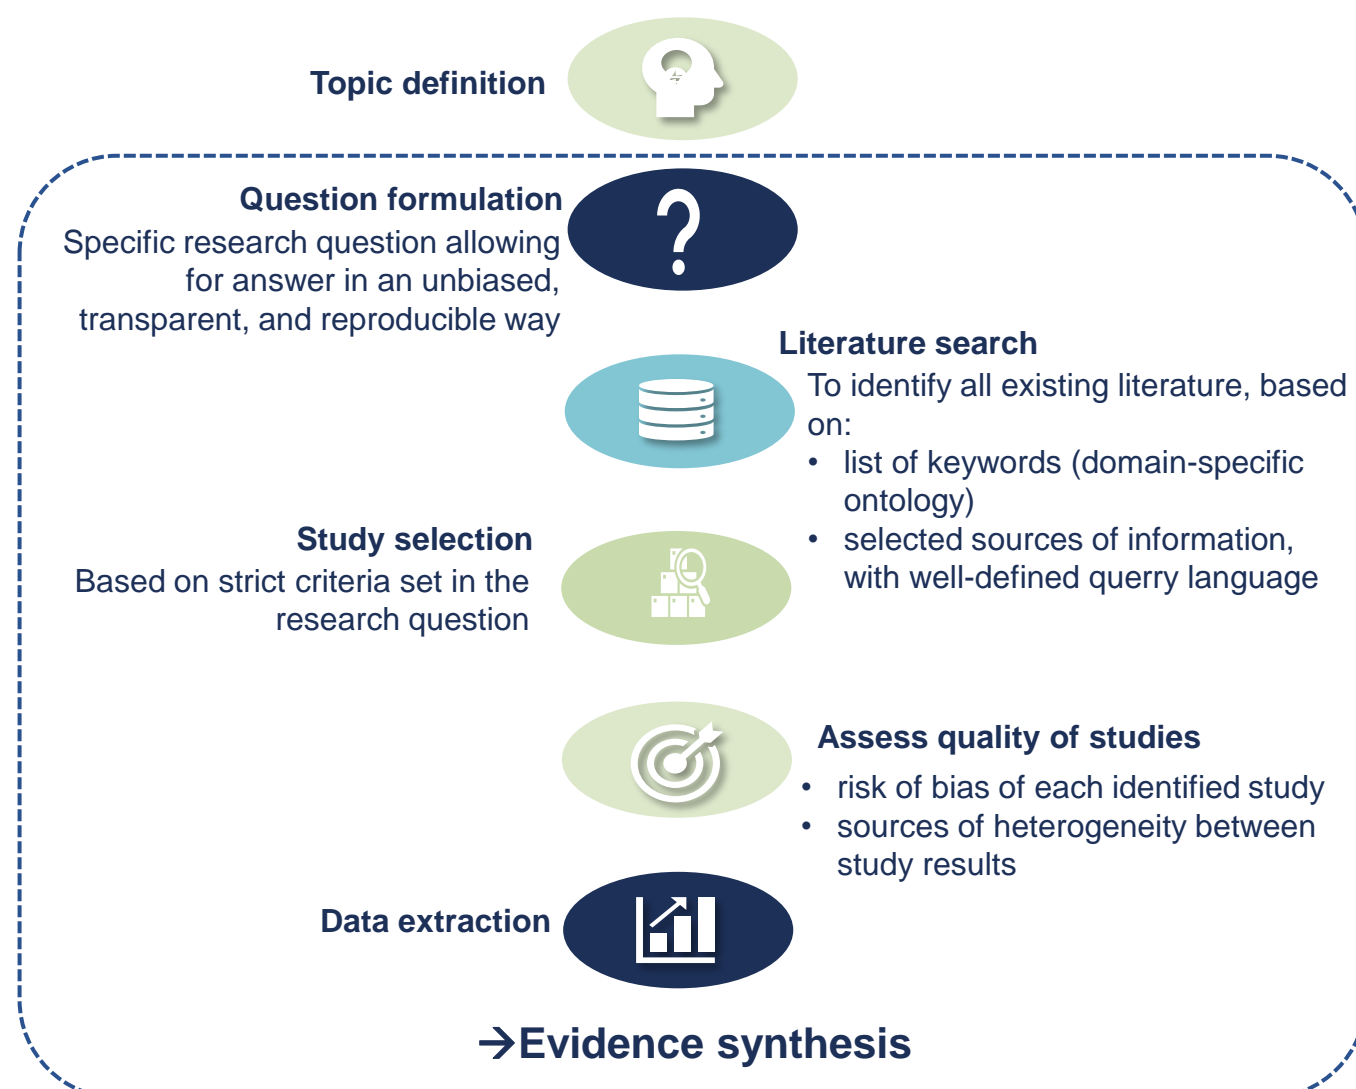 Topic definition
Question formulation
Specific research question allowing
for answer in an unbiased,
transparent, and reproducible way
Literature search
To identify all existing literature, based
on:
• list of keywords (domain-specific
ontology)
• selected sources of information,
with well-defined querry language
Study selection
Based on strict criteria set in the
research question
Assess quality of studies
• risk of bias of each identified study
• sources of heterogeneity between
study results
Data extraction
→Evidence synthesis